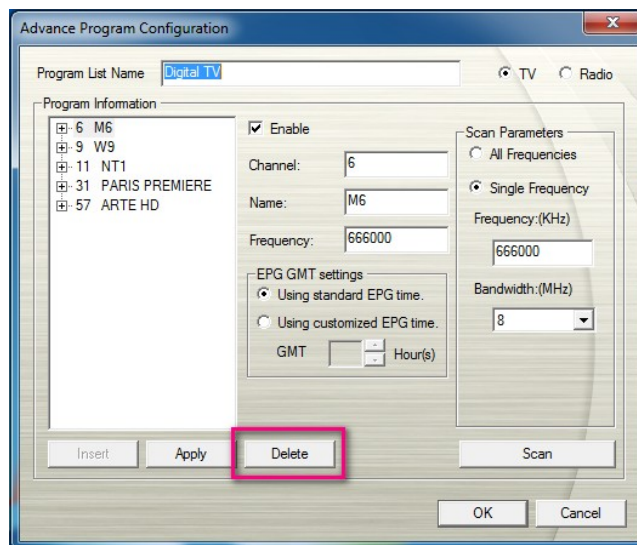 Advance Program Configuration
Program List Name Digital TV TV Radio
Program Information
6 M6
9 W9
11 NT1
31 PARIS PREMIERE
57 ARTE HD
Enable
Channel: 6
Name: M6
Frequency: 666000
EPG GMT settings
Using standard EPG time.
Using customized EPG time.
GMT Hour(s)
Scan Parameters
All Frequencies
Single Frequency
Frequency:(KHz)
666000
Bandwidth:(MHz)
8
Insert Apply Delete Scan
OK Cancel